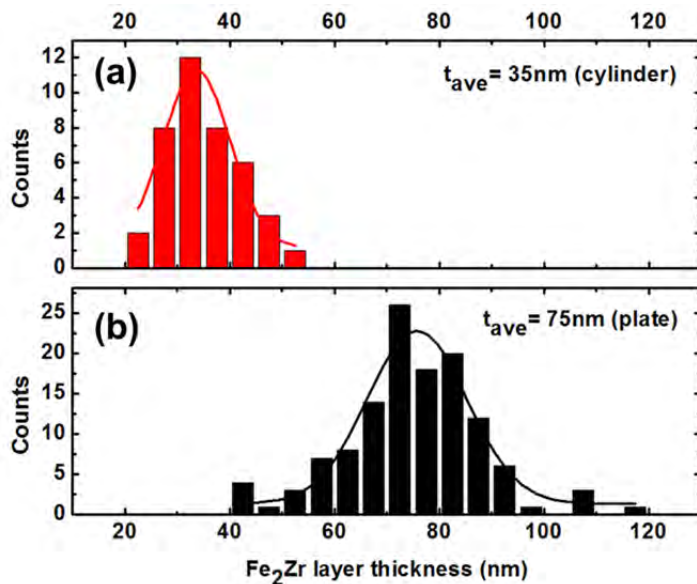 20 40 60 80 100 120
(a)
t_ave = 35nm (cylinder)
Counts
12
10
8
6
4
2
0
(b)
t_ave = 75nm (plate)
Counts
25
20
15
10
5
0
20 40 60 80 100 120
Fe₂Zr layer thickness (nm)